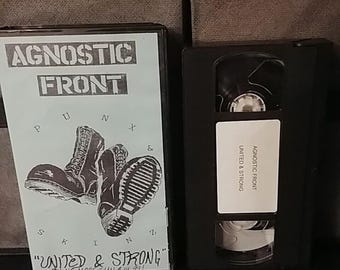 AGNOSTIC
FRONT
PUNX &
SKINZ
"UNITED & STRONG"
AGNOSTIC FRONT
UNITED & STRONG